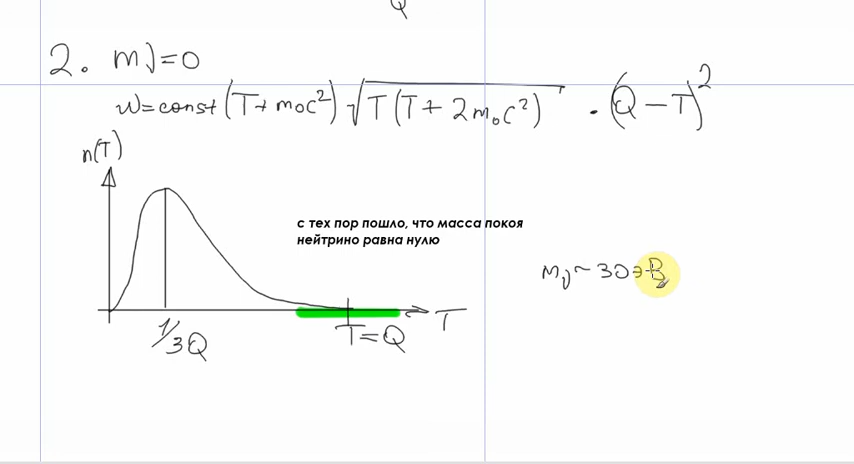 Q
2. mν=0
w=const(T+m₀c²)√T(T+2m₀c²) · (Q−T)²
n(T)
с тех пор пошло, что масса покоя
нейтрино равна нулю
mν~30эВ
1/3Q
T=Q
T